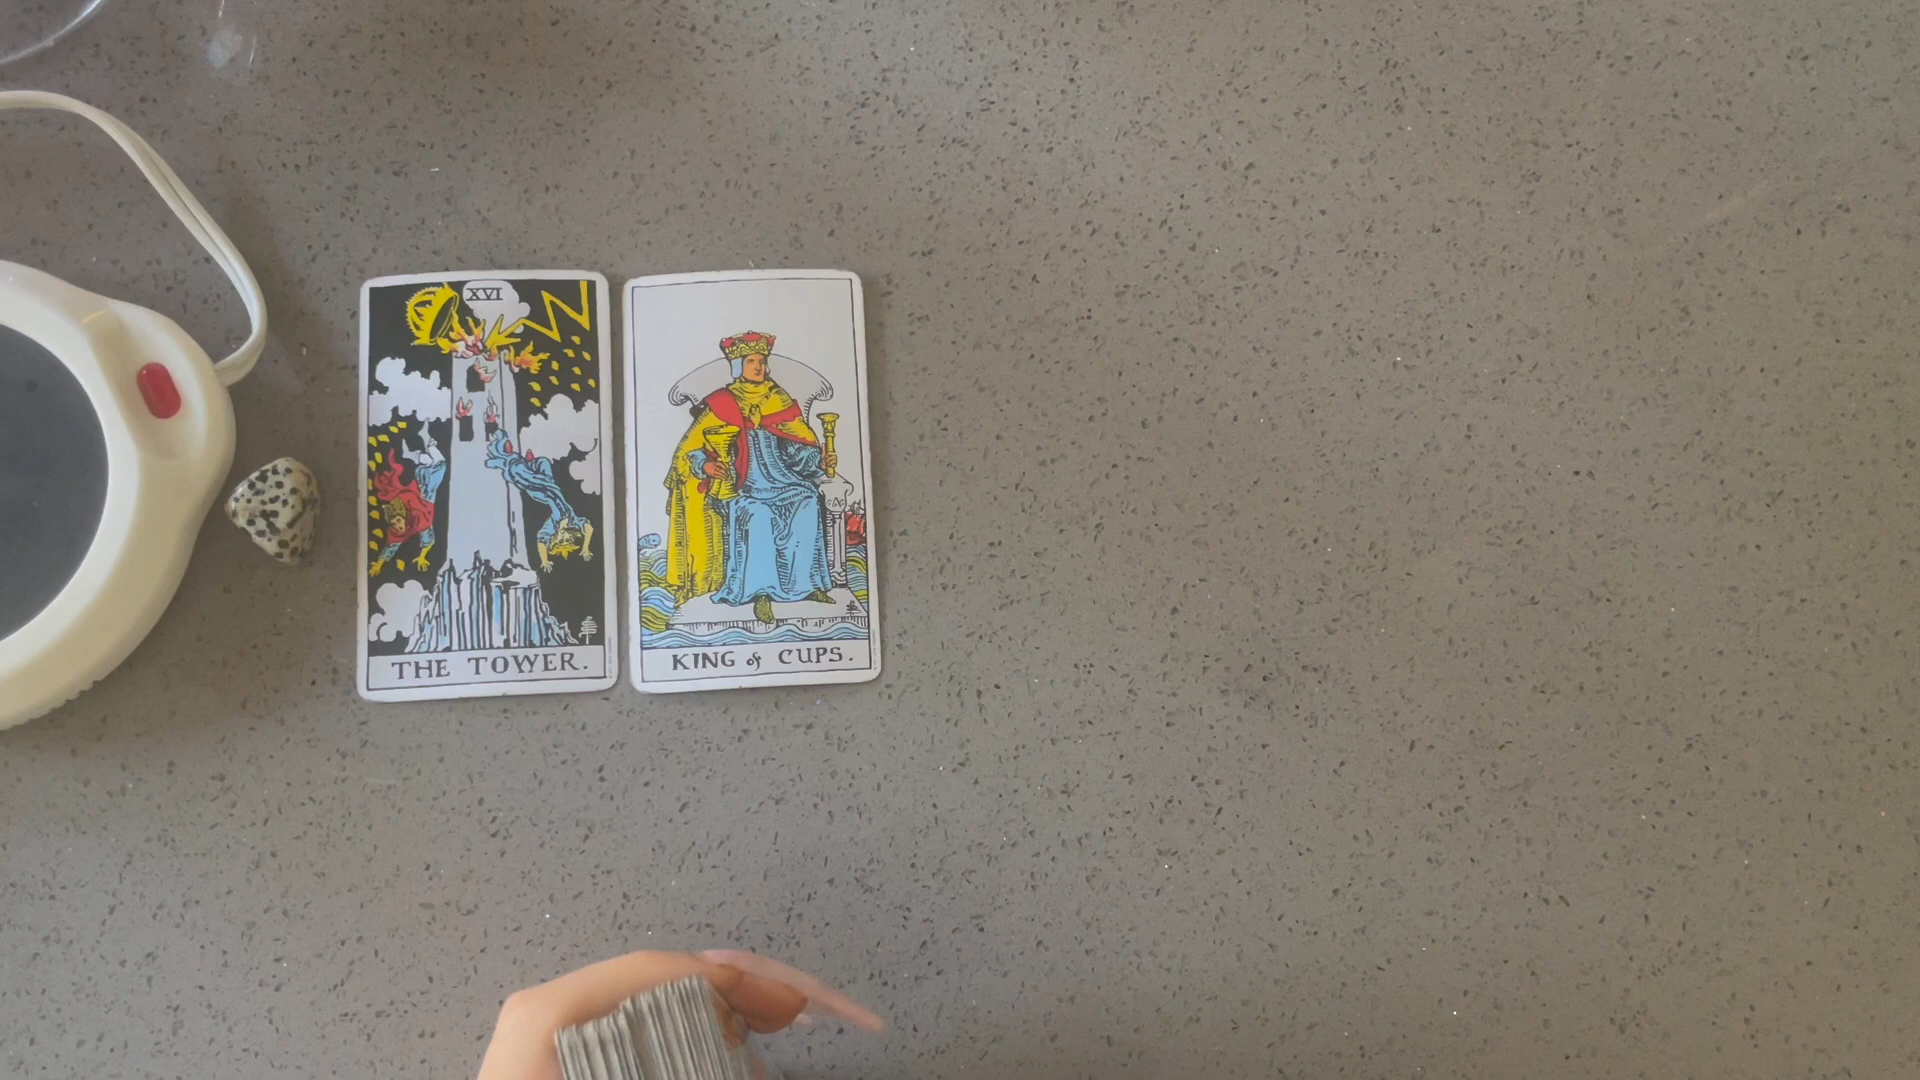 XVI
THE TOWER.
KING of CUPS.